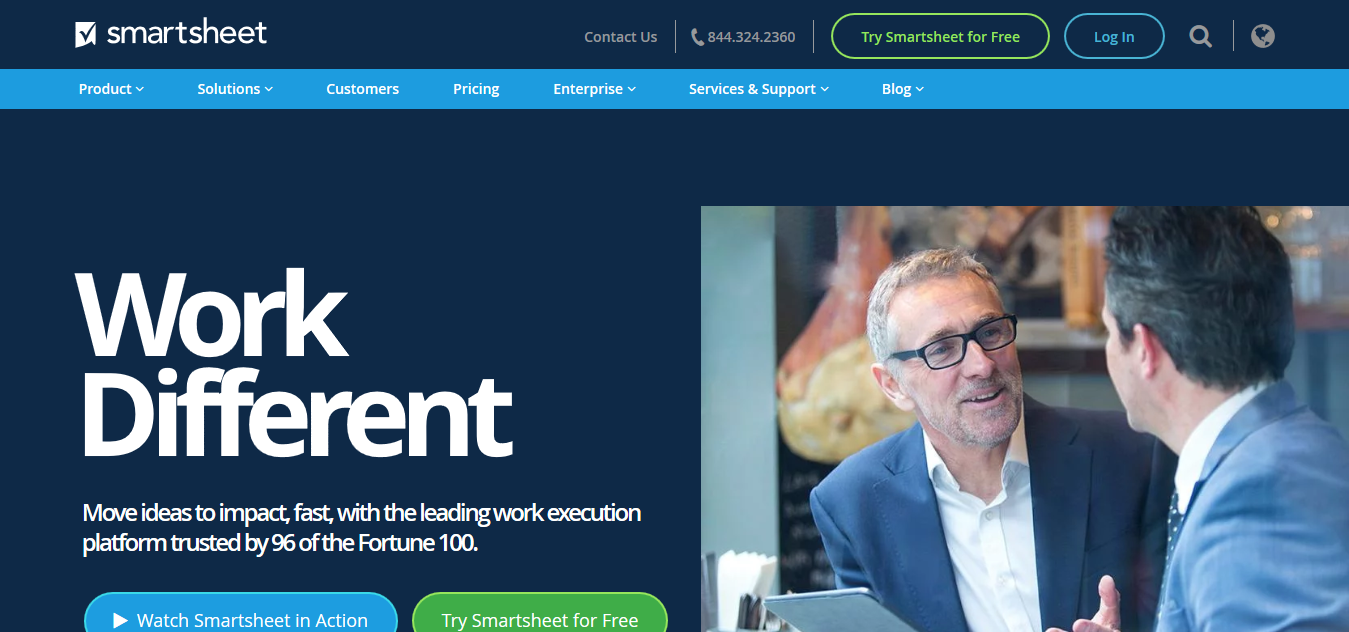 smartsheet
Contact Us
844.324.2360
Try Smartsheet for Free
Log In
Product
Solutions
Customers
Pricing
Enterprise
Services & Support
Blog
Work
Different
Move ideas to impact, fast, with the leading work execution
platform trusted by 96 of the Fortune 100.
Watch Smartsheet in Action
Try Smartsheet for Free